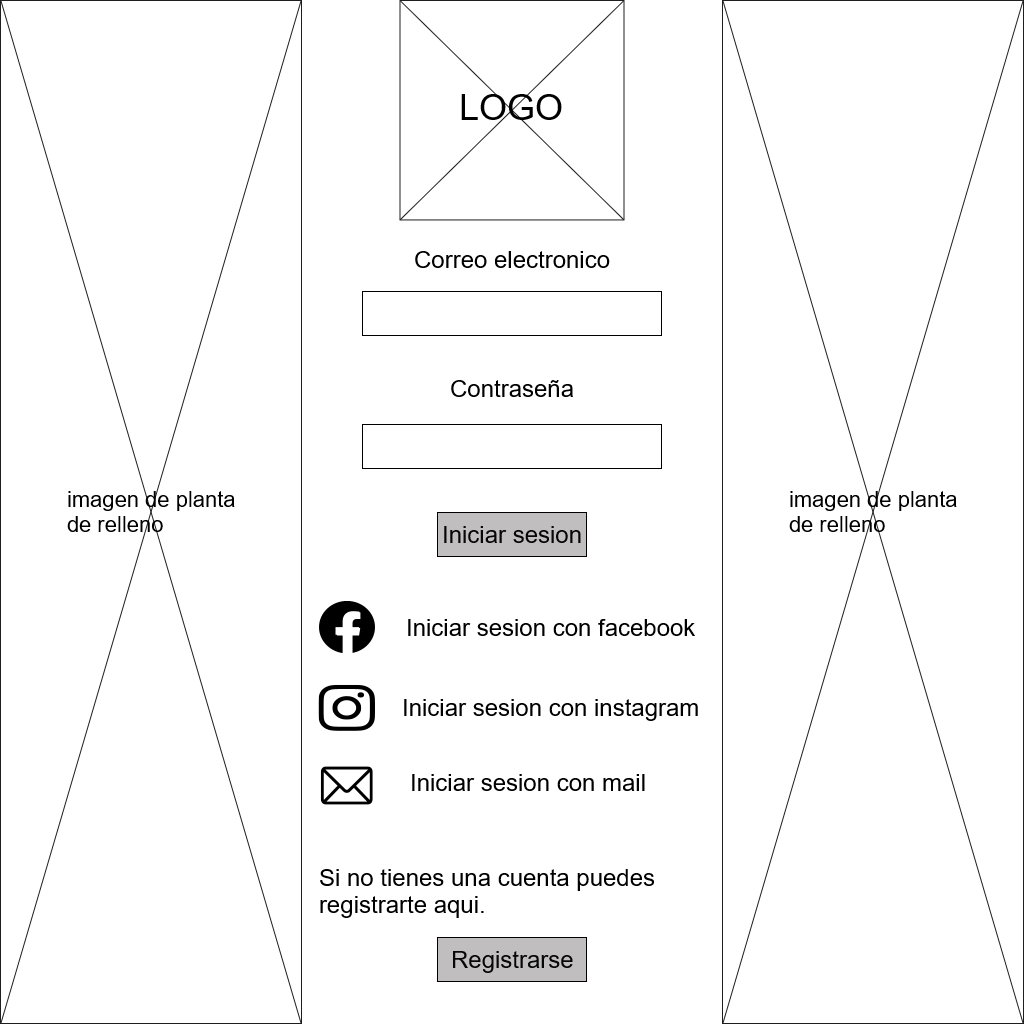 LOGO
Correo electronico
Contraseña
imagen de planta
de relleno
imagen de planta
de relleno
Iniciar sesion
Iniciar sesion con facebook
Iniciar sesion con instagram
Iniciar sesion con mail
Si no tienes una cuenta puedes
registrarte aqui.
Registrarse